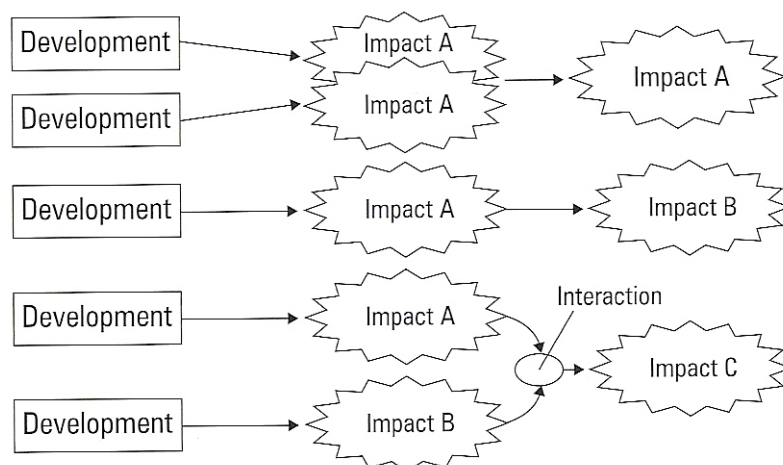 Development
Impact A
Impact A
Development
Impact A
Development
Impact A
Impact B
Development
Impact A
Interaction
Impact C
Development
Impact B